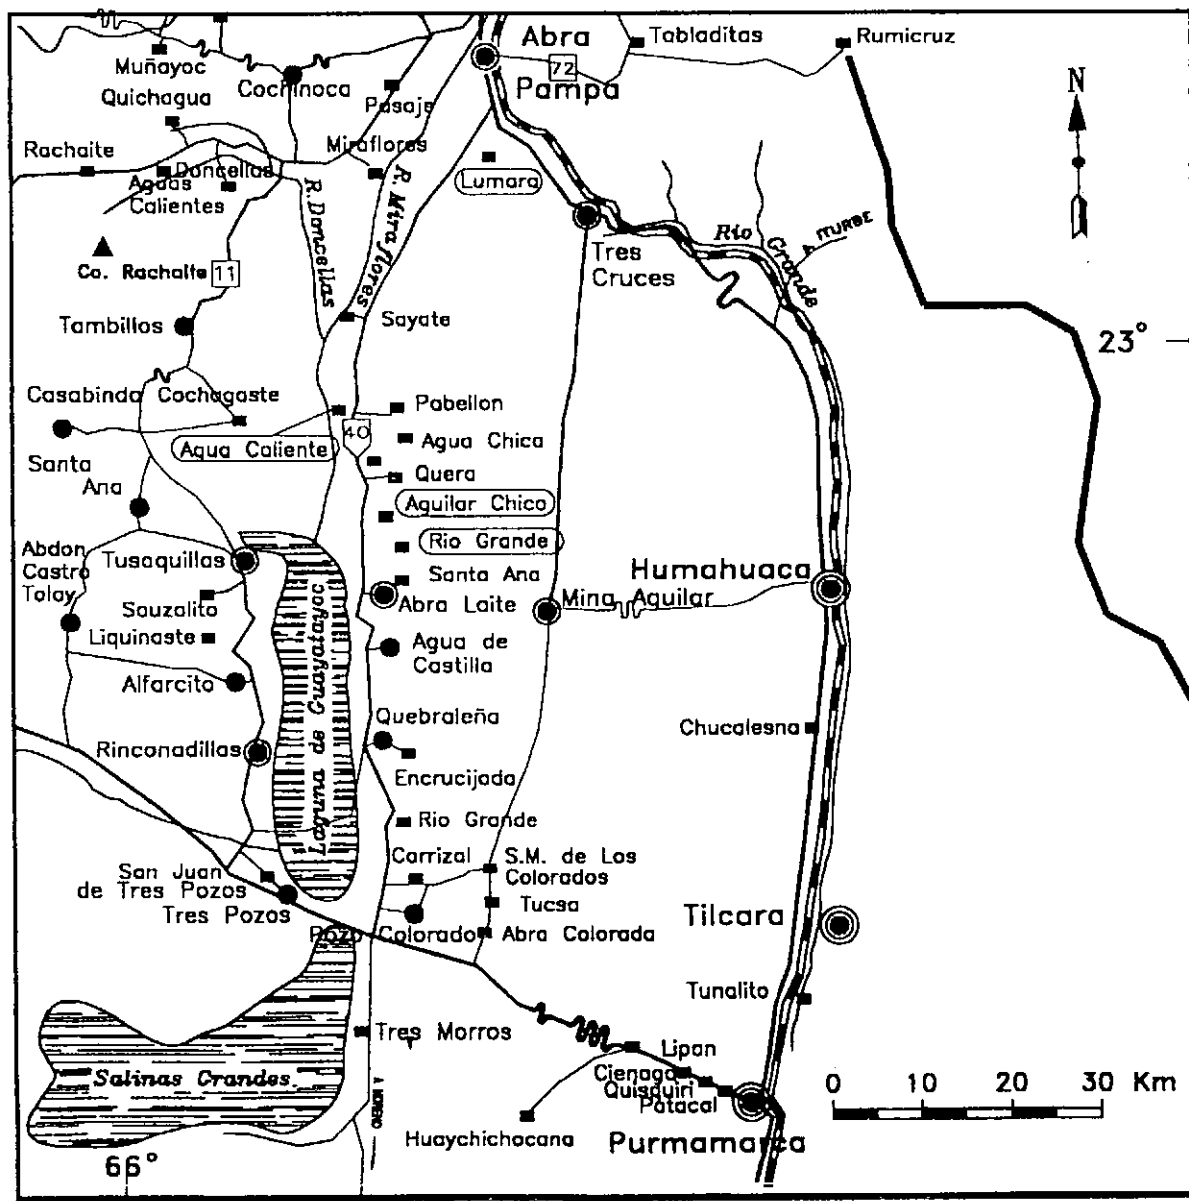 Abra
Pampa
72
Tabladitas
Rumicruz
Muñayoc
Quichagua
Cochinoca
Pasaje
Miraflores
N
Rachaite
Doncellas
Aguas
Calientes
R. Doncellas
R. Miraflores
Lumara
Tres
Cruces
Rio Grande
A ITURBE
Co. Rachaite
11
Tambillos
Sayate
23°
Casabinda
Cochagaste
Pabellon
40
Agua Caliente
Agua Chica
Santa
Ana
Quera
Aguilar Chico
Rio Grande
Abdon
Castro
Tolay
Tusaquillas
Santa Ana
Humahuaca
Sauzalito
Abra Laite
Mina Aguilar
Liquinaste
Laguna de Guayatayoc
Agua de
Castilla
Alfarcito
Quebraleña
Chucalesna
Rinconadillas
Encrucijada
Rio Grande
San Juan
de Tres Pozos
Tres Pozos
Carrizal
S.M. de Los
Colorados
Tucsa
Pozo Colorado
Abra Colorada
Tilcara
Tunalito
Tres Morros
Lipan
Salinas Grandes.
Cienaga
Quisquiri
Patacal
A MORENO
0 10 20 30 Km
Huaychichocana
Purmamarca
66°